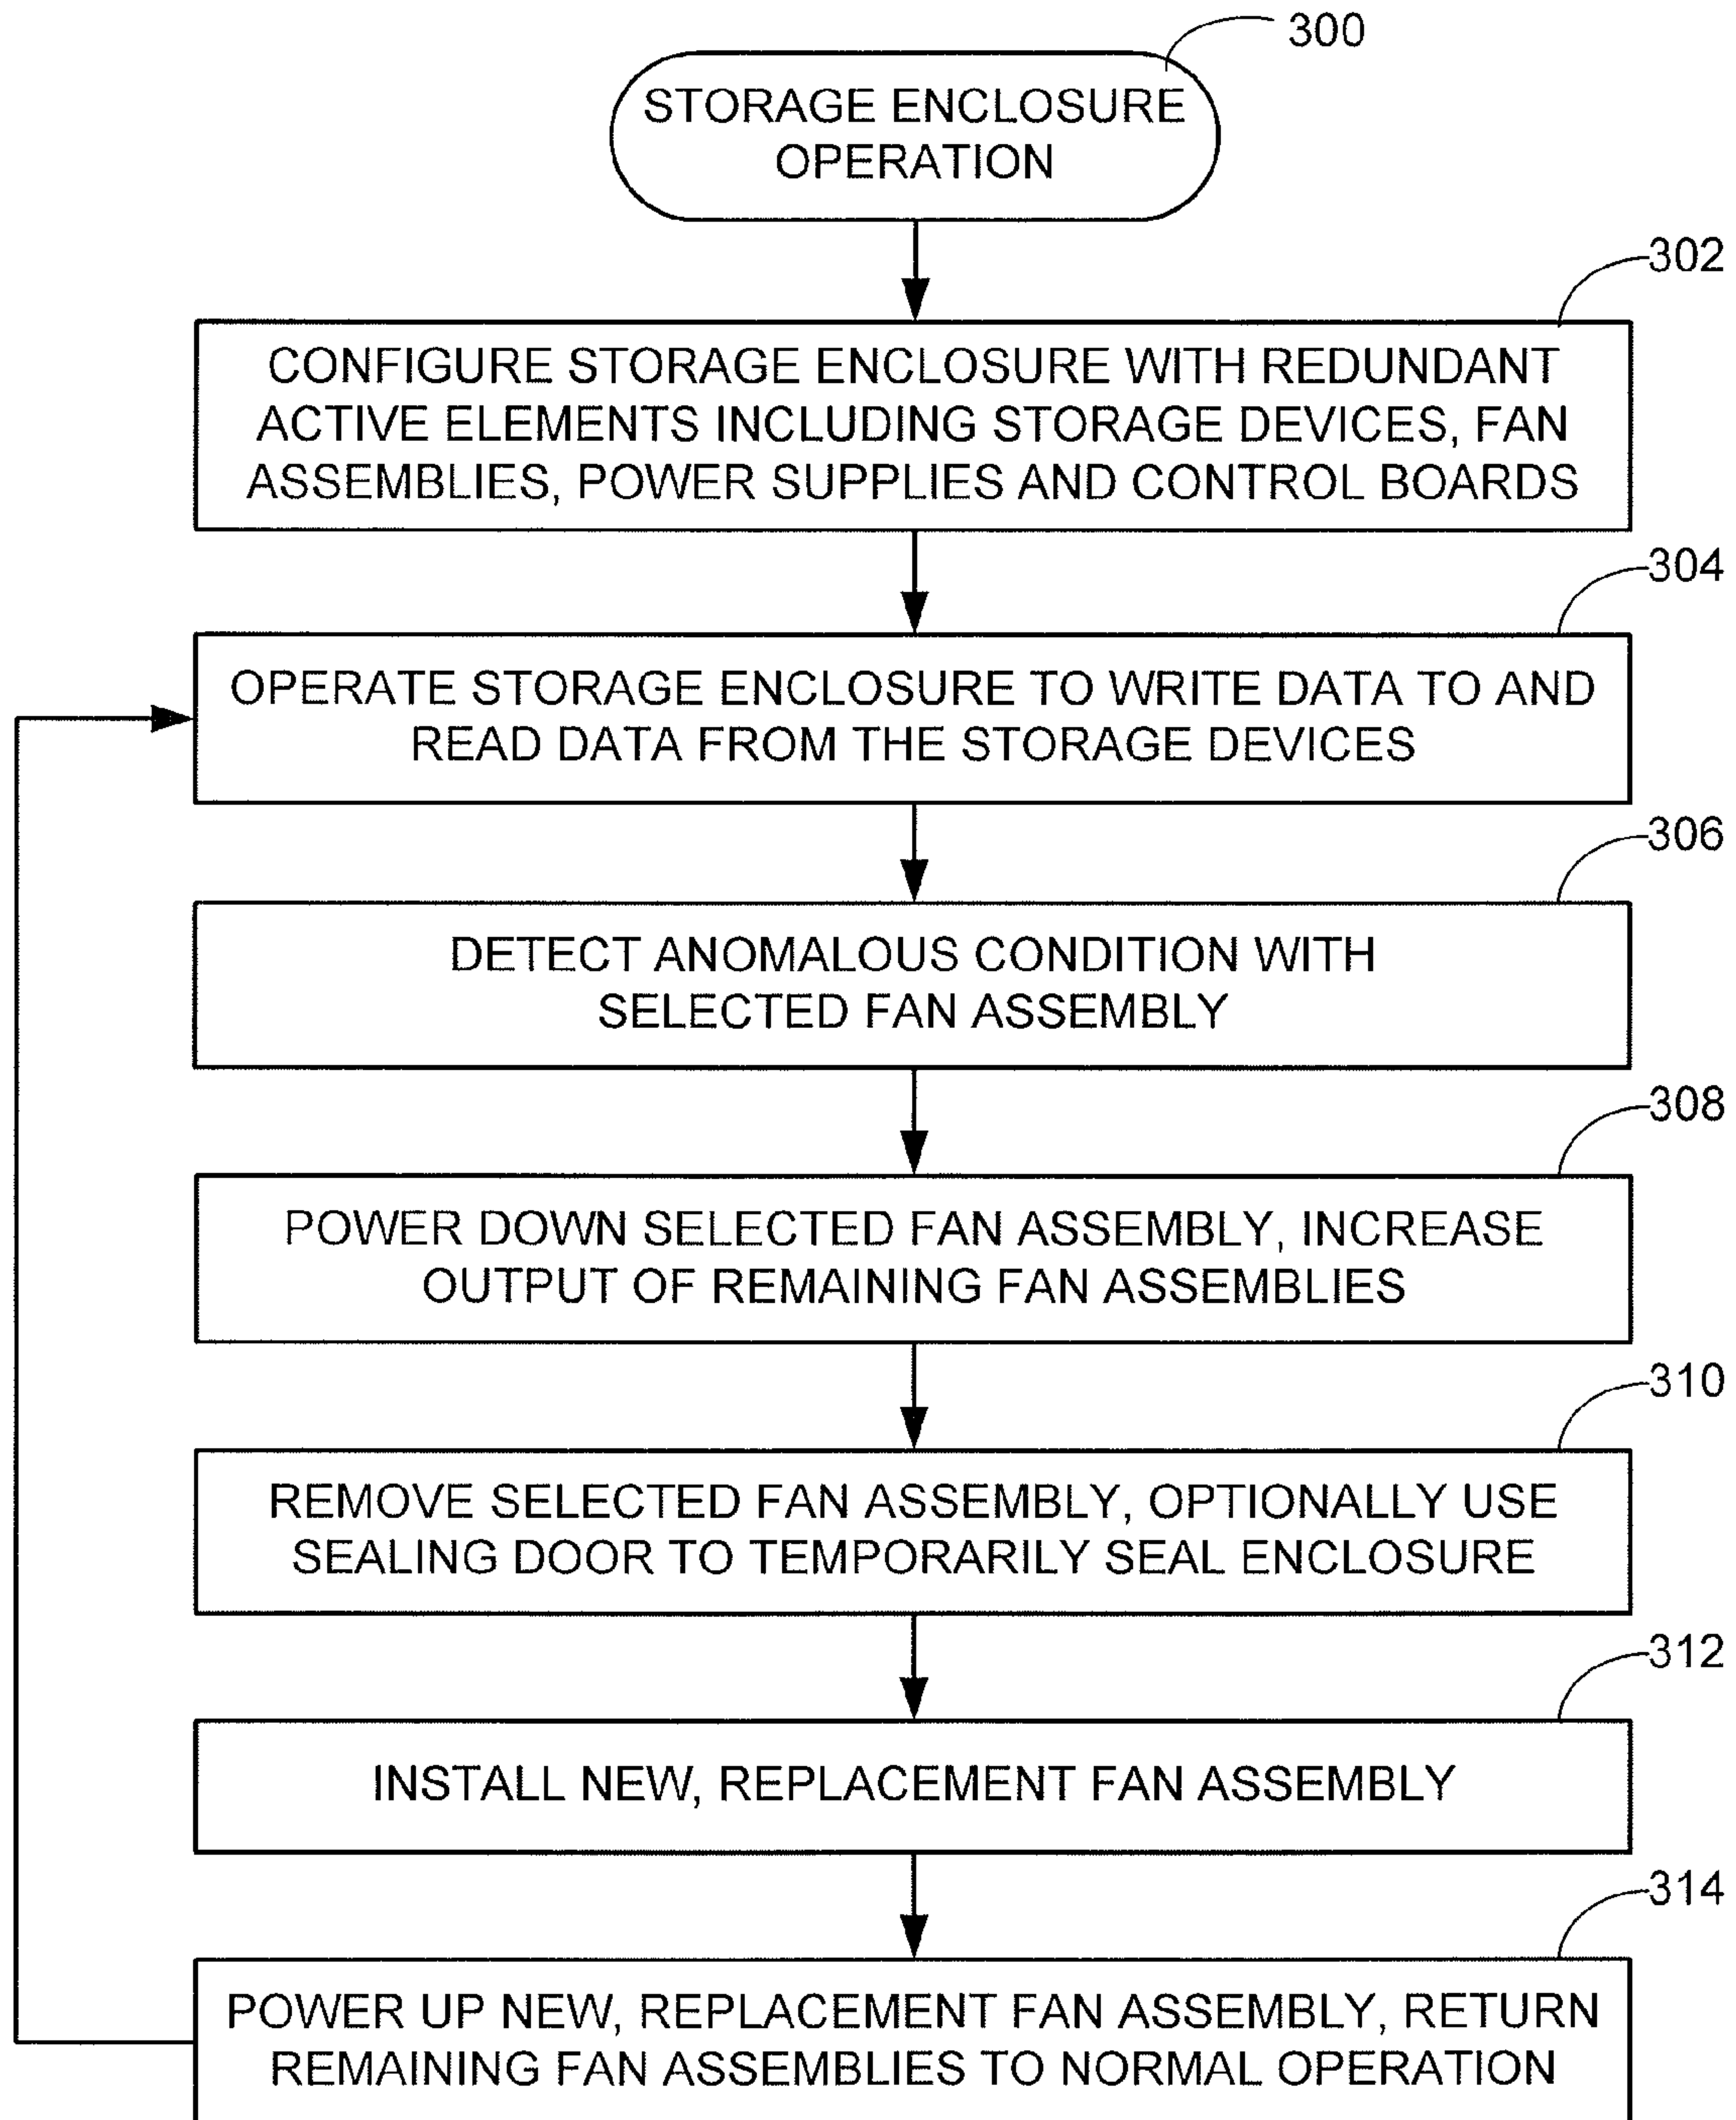 300
STORAGE ENCLOSURE
OPERATION
302
CONFIGURE STORAGE ENCLOSURE WITH REDUNDANT
ACTIVE ELEMENTS INCLUDING STORAGE DEVICES, FAN
ASSEMBLIES, POWER SUPPLIES AND CONTROL BOARDS
304
OPERATE STORAGE ENCLOSURE TO WRITE DATA TO AND
READ DATA FROM THE STORAGE DEVICES
306
DETECT ANOMALOUS CONDITION WITH
SELECTED FAN ASSEMBLY
308
POWER DOWN SELECTED FAN ASSEMBLY, INCREASE
OUTPUT OF REMAINING FAN ASSEMBLIES
310
REMOVE SELECTED FAN ASSEMBLY, OPTIONALLY USE
SEALING DOOR TO TEMPORARILY SEAL ENCLOSURE
312
INSTALL NEW, REPLACEMENT FAN ASSEMBLY
314
POWER UP NEW, REPLACEMENT FAN ASSEMBLY, RETURN
REMAINING FAN ASSEMBLIES TO NORMAL OPERATION